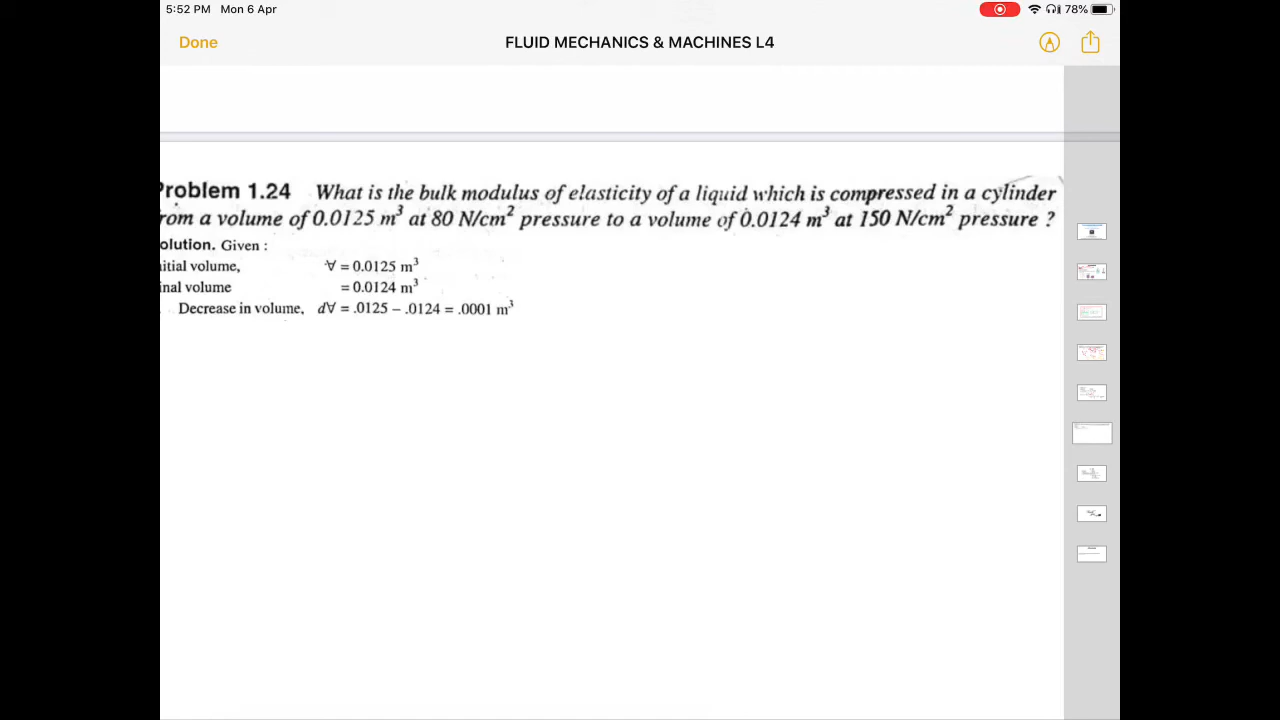 5:52 PM Mon 6 Apr
78%
Done
FLUID MECHANICS & MACHINES L4
Problem 1.24 What is the bulk modulus of elasticity of a liquid which is compressed in a cylinder
rom a volume of 0.0125 m³ at 80 N/cm² pressure to a volume of 0.0124 m³ at 150 N/cm² pressure ?
olution. Given :
itial volume, ∀ = 0.0125 m³
inal volume = 0.0124 m³
Decrease in volume, d∀ = .0125 – .0124 = .0001 m³